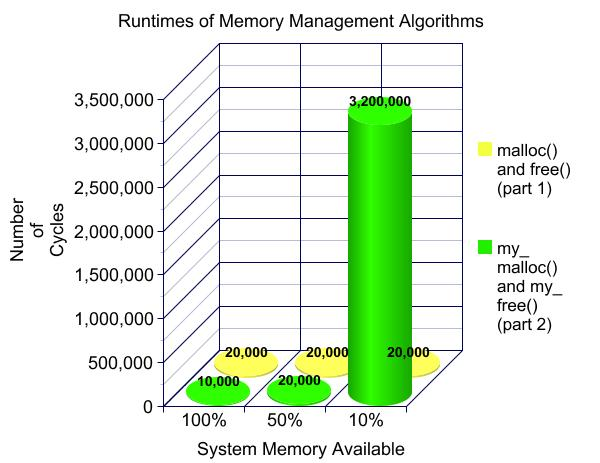 Runtimes of Memory Management Algorithms
3,500,000
3,000,000
2,500,000
2,000,000
1,500,000
1,000,000
500,000
0
Number
of
Cycles
3,200,000
20,000
20,000
20,000
10,000
20,000
100%
50%
10%
System Memory Available
malloc()
and free()
(part 1)
my_
malloc()
and my_
free()
(part 2)